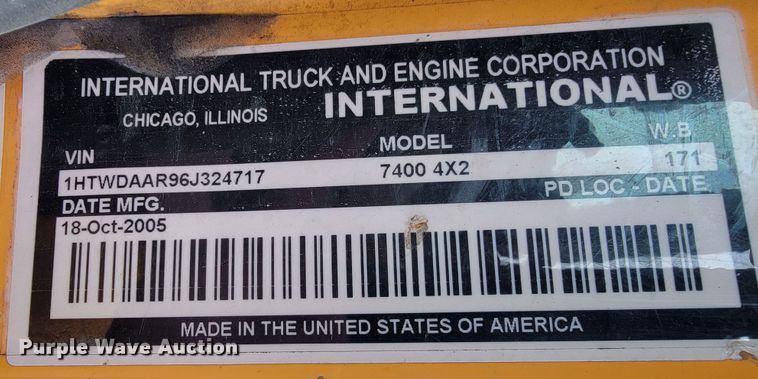 INTERNATIONAL TRUCK AND ENGINE CORPORATION
CHICAGO, ILLINOIS INTERNATIONAL®
VIN MODEL W.B
1HTWDAAR96J324717 7400 4X2 171
DATE MFG. PD LOC - DATE
18-Oct-2005
MADE IN THE UNITED STATES OF AMERICA
Purple Wave Auction